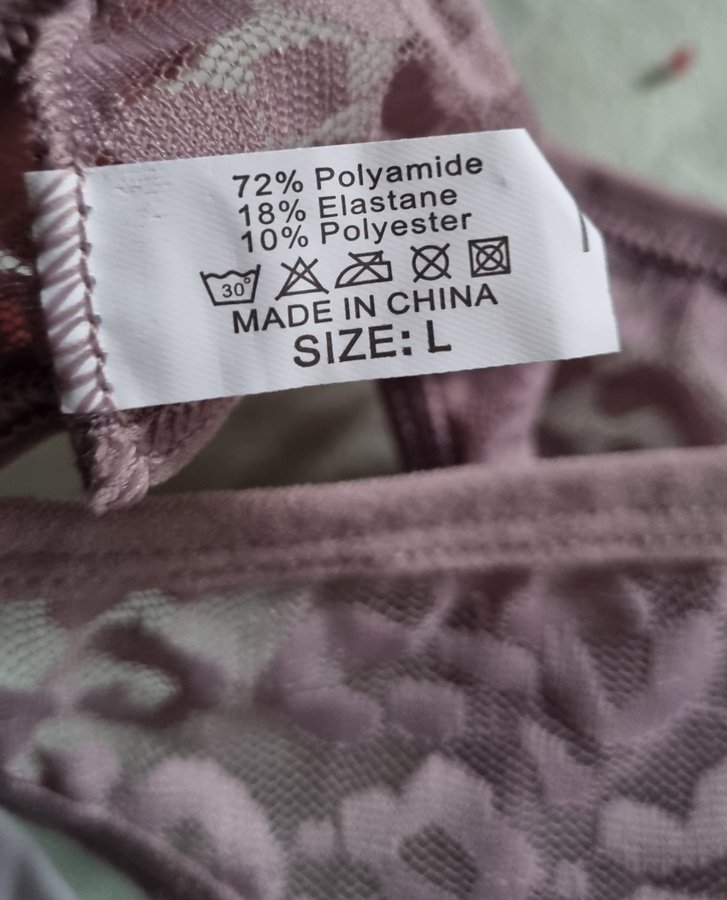 72% Polyamide
18% Elastane
10% Polyester
30°
MADE IN CHINA
SIZE: L